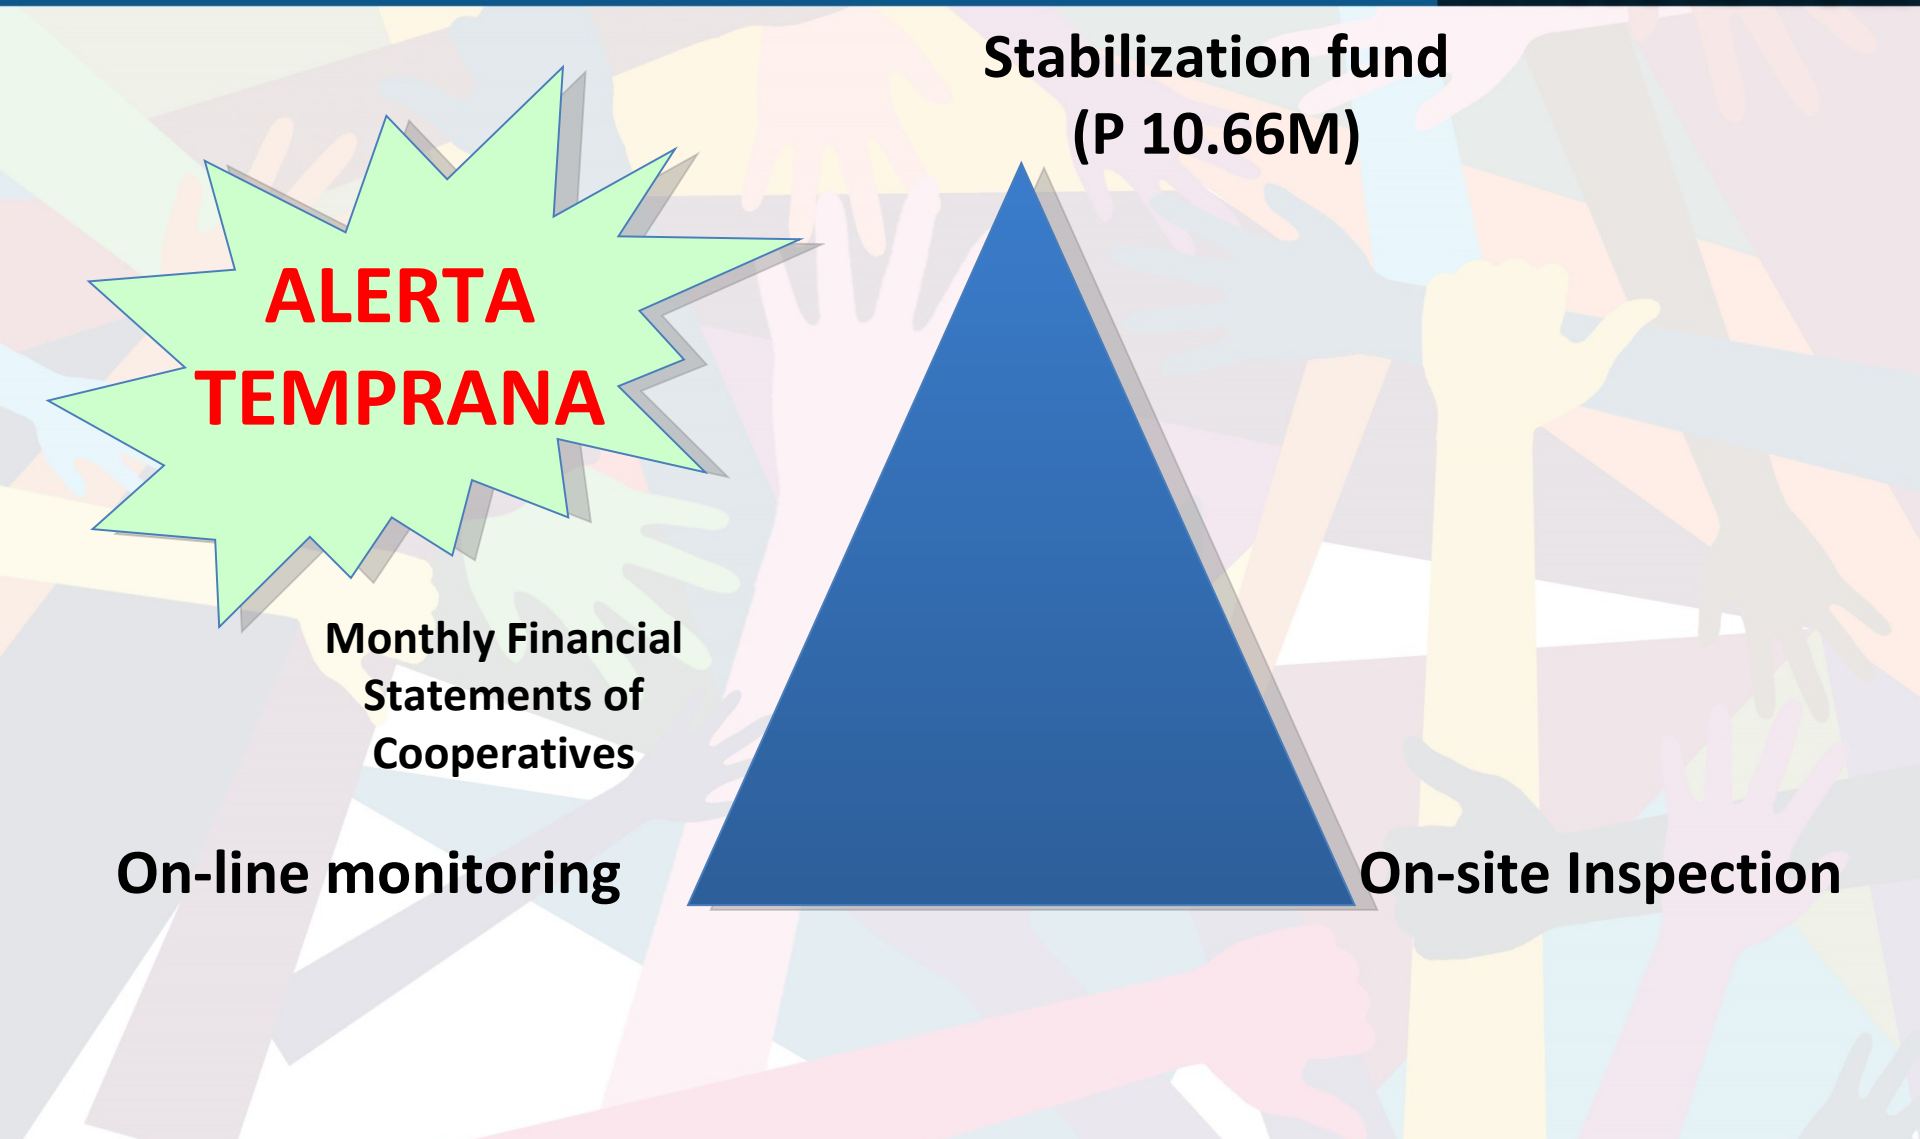 Stabilization fund
(P 10.66M)
ALERTA
TEMPRANA
Monthly Financial
Statements of
Cooperatives
On-line monitoring
On-site Inspection